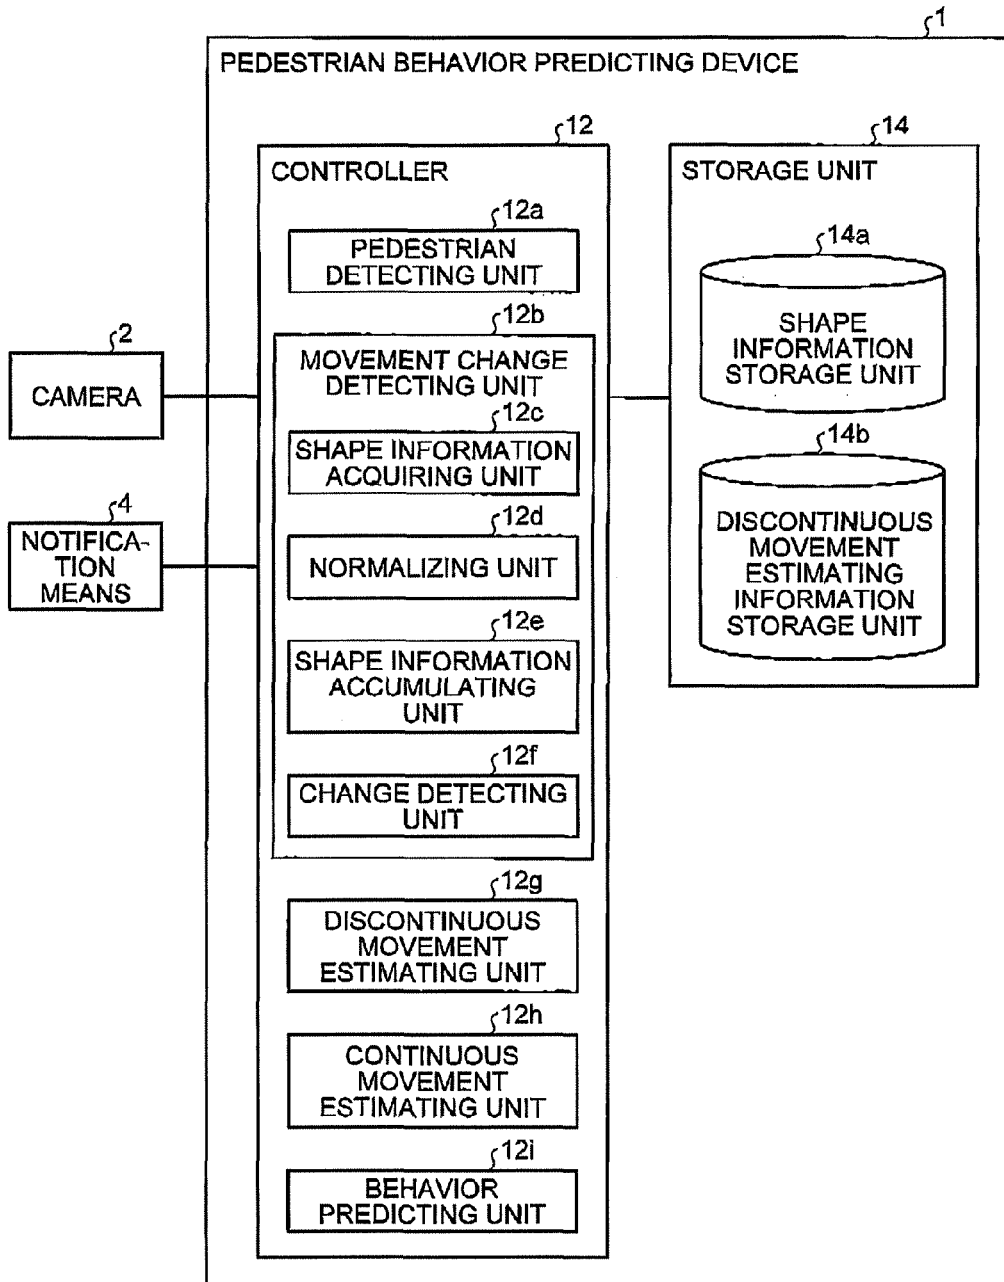 1
PEDESTRIAN BEHAVIOR PREDICTING DEVICE
12
CONTROLLER
12a
PEDESTRIAN
DETECTING UNIT
12b
MOVEMENT CHANGE
DETECTING UNIT
12c
SHAPE INFORMATION
ACQUIRING UNIT
12d
NORMALIZING UNIT
12e
SHAPE INFORMATION
ACCUMULATING
UNIT
12f
CHANGE DETECTING
UNIT
12g
DISCONTINUOUS
MOVEMENT
ESTIMATING UNIT
12h
CONTINUOUS
MOVEMENT
ESTIMATING UNIT
12i
BEHAVIOR
PREDICTING UNIT
2
CAMERA
4
NOTIFICA-
TION
MEANS
14
STORAGE UNIT
14a
SHAPE
INFORMATION
STORAGE UNIT
14b
DISCONTINUOUS
MOVEMENT
ESTIMATING
INFORMATION
STORAGE UNIT